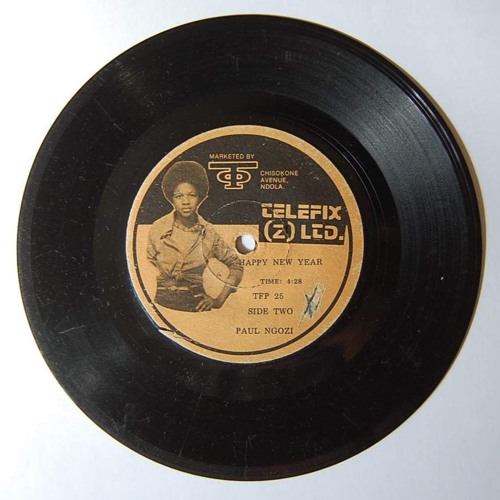 MARKETED BY
TP
CHISOKONE
AVENUE,
NDOLA.
TELEFIX
(Z) LTD.
HAPPY NEW YEAR
TIME: 4:28
TFP 25
SIDE TWO
PAUL NGOZI